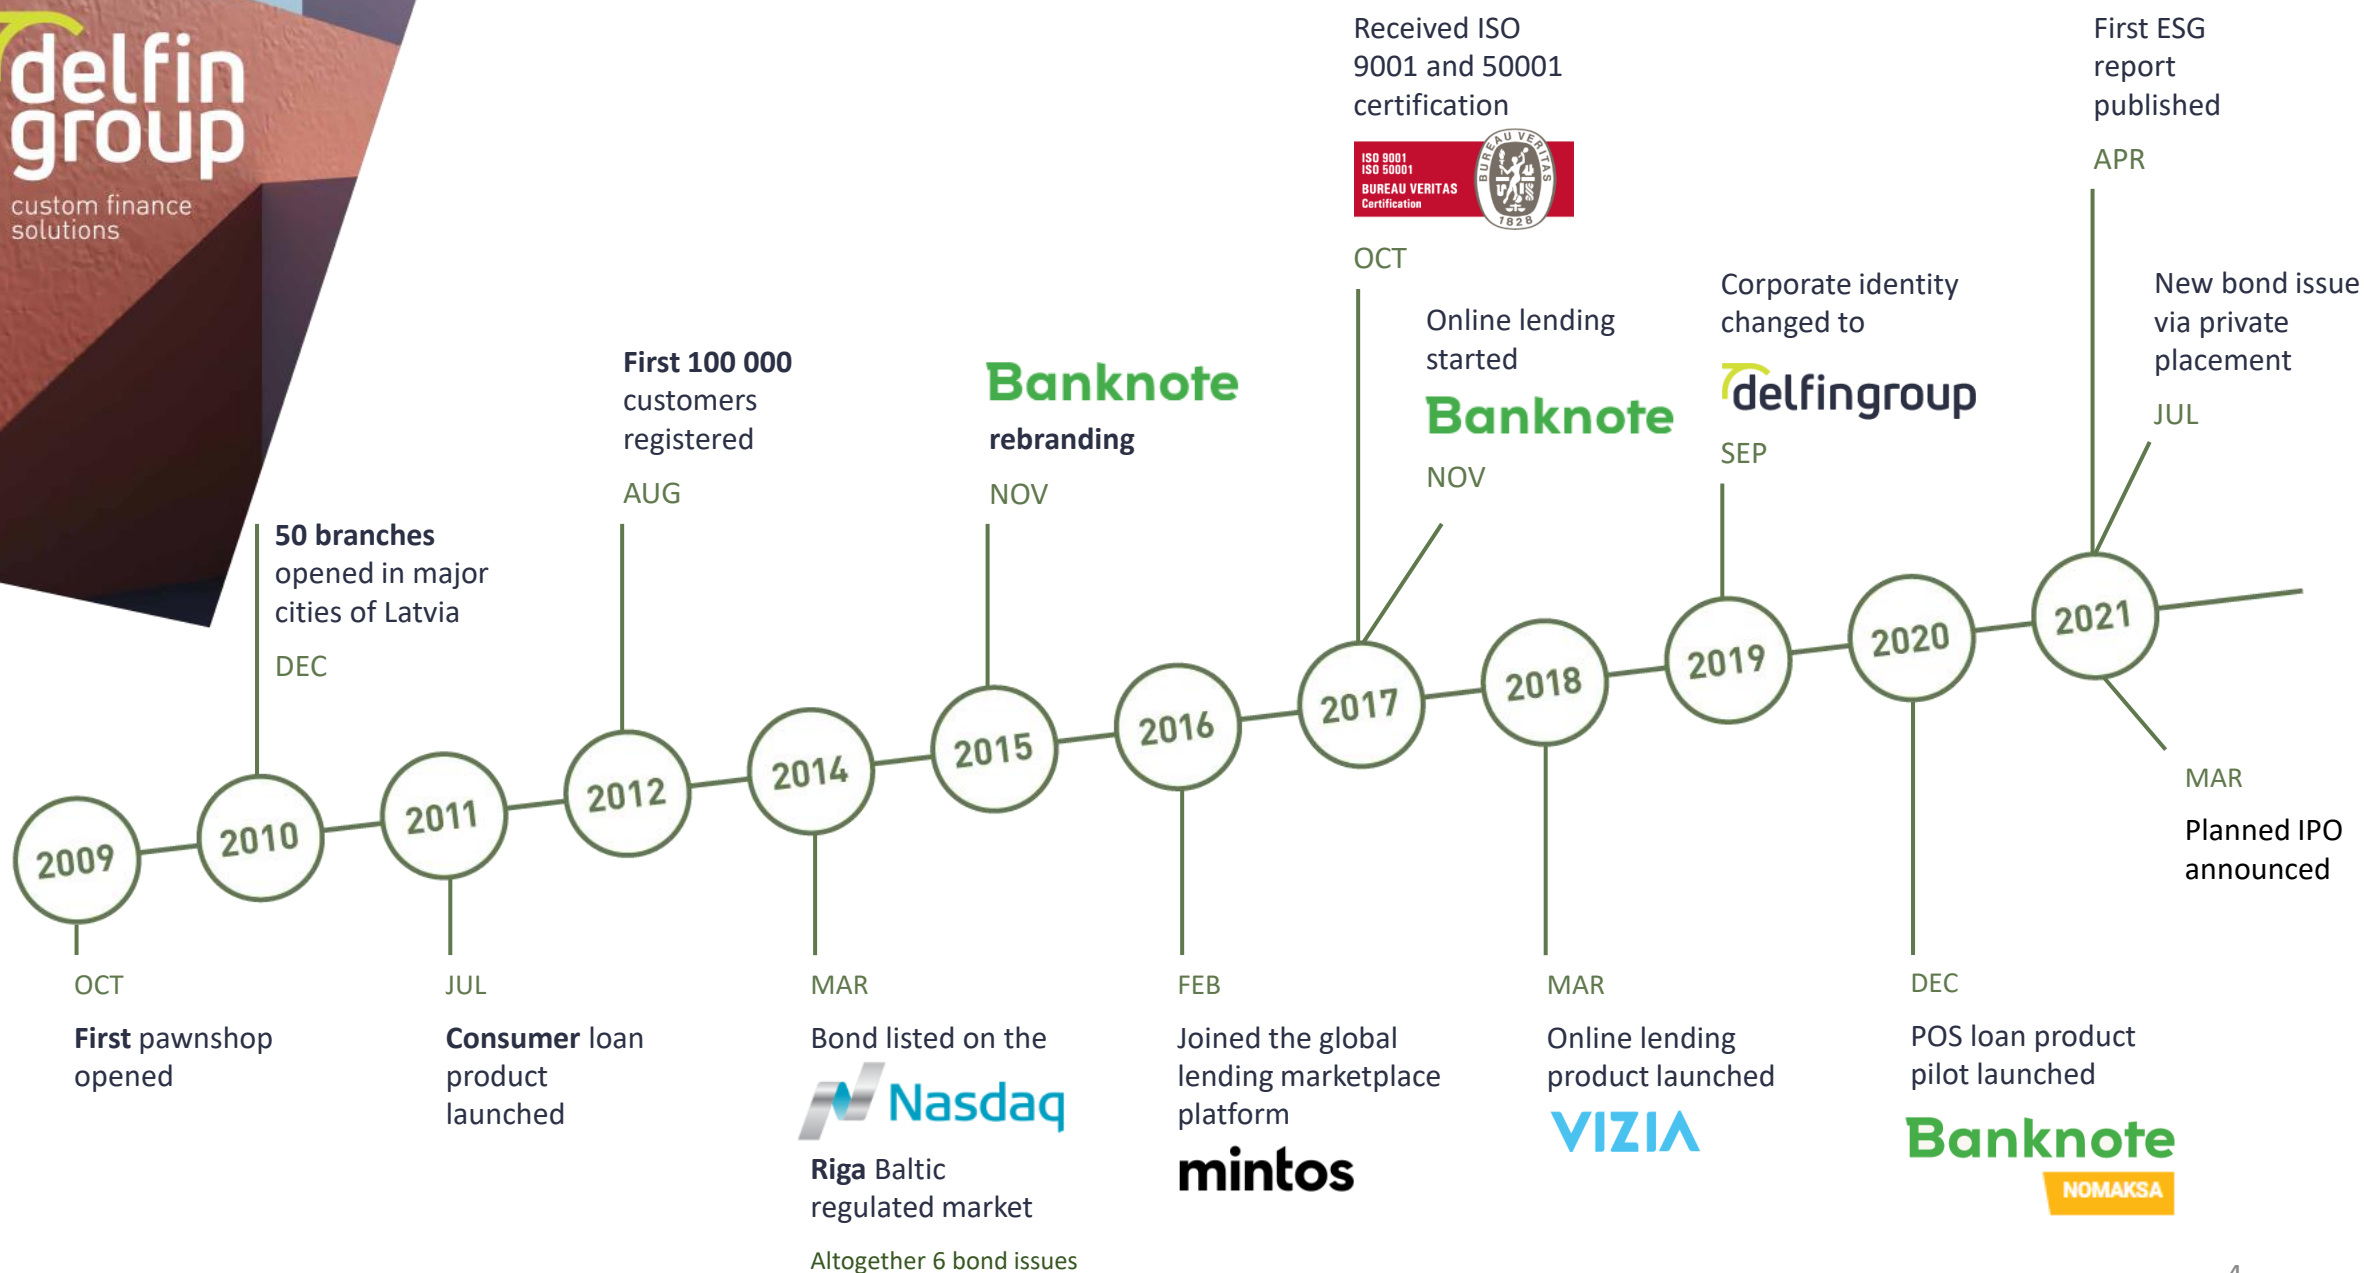 delfin
group
custom finance
solutions
Received ISO
9001 and 50001
certification
ISO 9001
ISO 50001
BUREAU VERITAS
Certification
BUREAU VERITAS
1828
OCT
First ESG
report
published
APR
Online lending
started
Banknote
NOV
Corporate identity
changed to
delfingroup
SEP
New bond issue
via private
placement
JUL
First 100 000
customers
registered
AUG
Banknote
rebranding
NOV
50 branches
opened in major
cities of Latvia
DEC
2009
2010
2011
2012
2014
2015
2016
2017
2018
2019
2020
2021
MAR
Planned IPO
announced
OCT
First pawnshop
opened
JUL
Consumer loan
product
launched
MAR
Bond listed on the
Nasdaq
Riga Baltic
regulated market
Altogether 6 bond issues
FEB
Joined the global
lending marketplace
platform
mintos
MAR
Online lending
product launched
VIZIA
DEC
POS loan product
pilot launched
Banknote
NOMAKSA
4